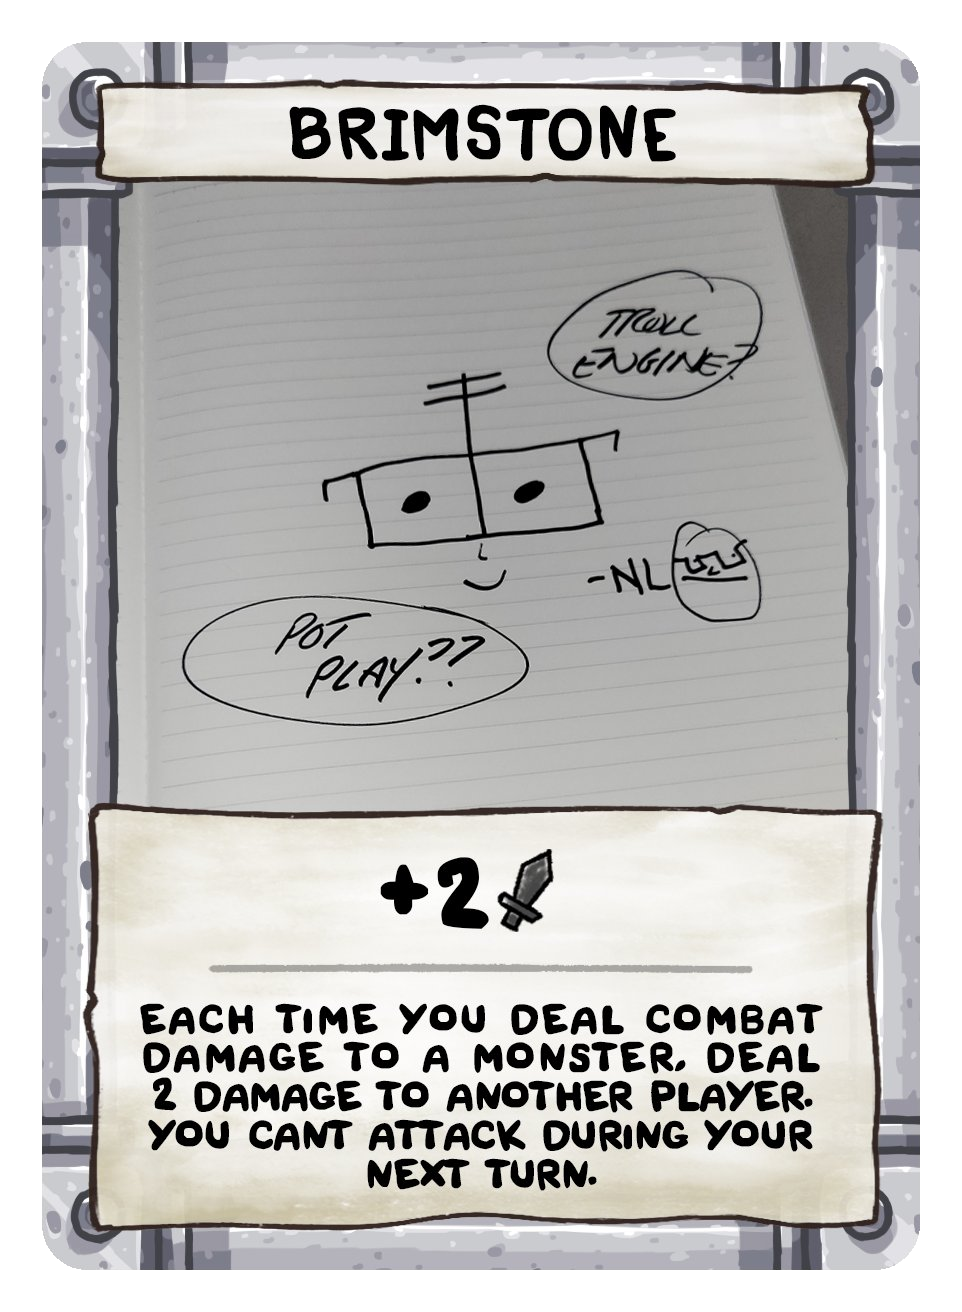 BRIMSTONE
TROLL
ENGINE?
-NL
POT
PLAY??
+2
EACH TIME YOU DEAL COMBAT
DAMAGE TO A MONSTER, DEAL
2 DAMAGE TO ANOTHER PLAYER.
YOU CANT ATTACK DURING YOUR
NEXT TURN.